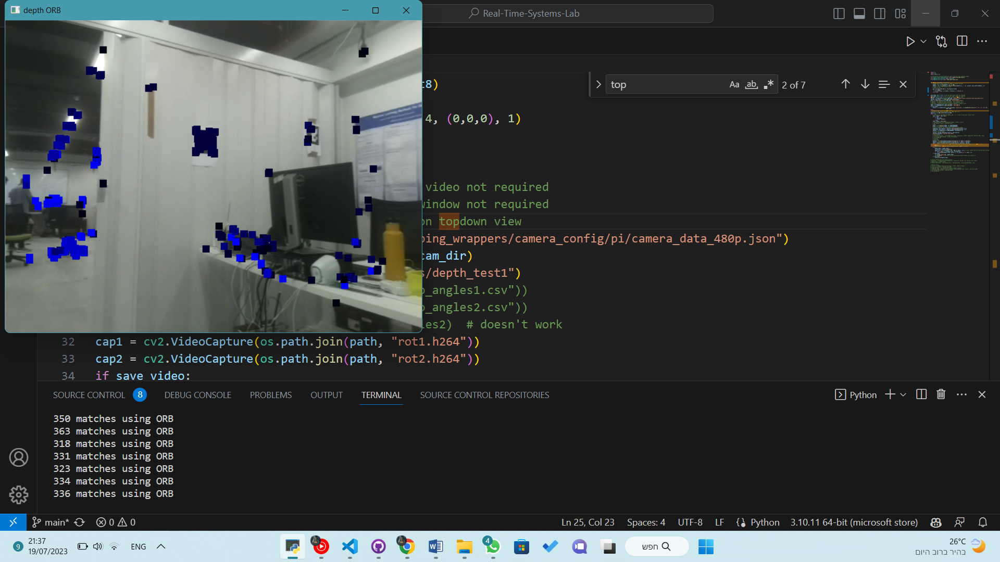 depth ORB
Real-Time-Systems-Lab
top
Aa
ab
2 of 7
t8)
4, (0,0,0), 1)
video not required
window not required
on topdown view
ping_wrappers/camera_config/pi/camera_data_480p.json")
cam_dir)
s/depth_test1")
o_angles1.csv"))
o_angles2.csv"))
les2)  # doesn't work
32 cap1 = cv2.VideoCapture(os.path.join(path, "rot1.h264"))
33 cap2 = cv2.VideoCapture(os.path.join(path, "rot2.h264"))
34 if save_video:
SOURCE CONTROL 8 DEBUG CONSOLE PROBLEMS OUTPUT TERMINAL SOURCE CONTROL REPOSITORIES
Python
350 matches using ORB
363 matches using ORB
318 matches using ORB
331 matches using ORB
323 matches using ORB
334 matches using ORB
336 matches using ORB
main* 0 0
Ln 25, Col 23 Spaces: 4 UTF-8 LF Python 3.10.11 64-bit (microsoft store)
9
21:37
19/07/2023
ENG
4
חפש
26°C
בהיר ברוב היום